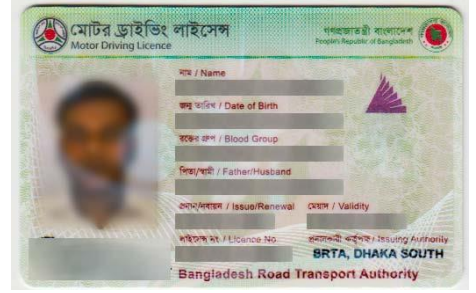 মোটর ড্রাইভিং লাইসেন্স
Motor Driving Licence
গণপ্রজাতন্ত্রী বাংলাদেশ
People's Republic of Bangladesh
নাম / Name
জন্ম তারিখ / Date of Birth
রক্তের গ্রুপ / Blood Group
পিতা/স্বামী / Father/Husband
প্রদান/নবায়ন / Issue/Renewal মেয়াদ / Validity
লাইসেন্স নং / Licence No. প্রদানকারী কর্তৃপক্ষ / Issuing Authority
BRTA, DHAKA SOUTH
Bangladesh Road Transport Authority